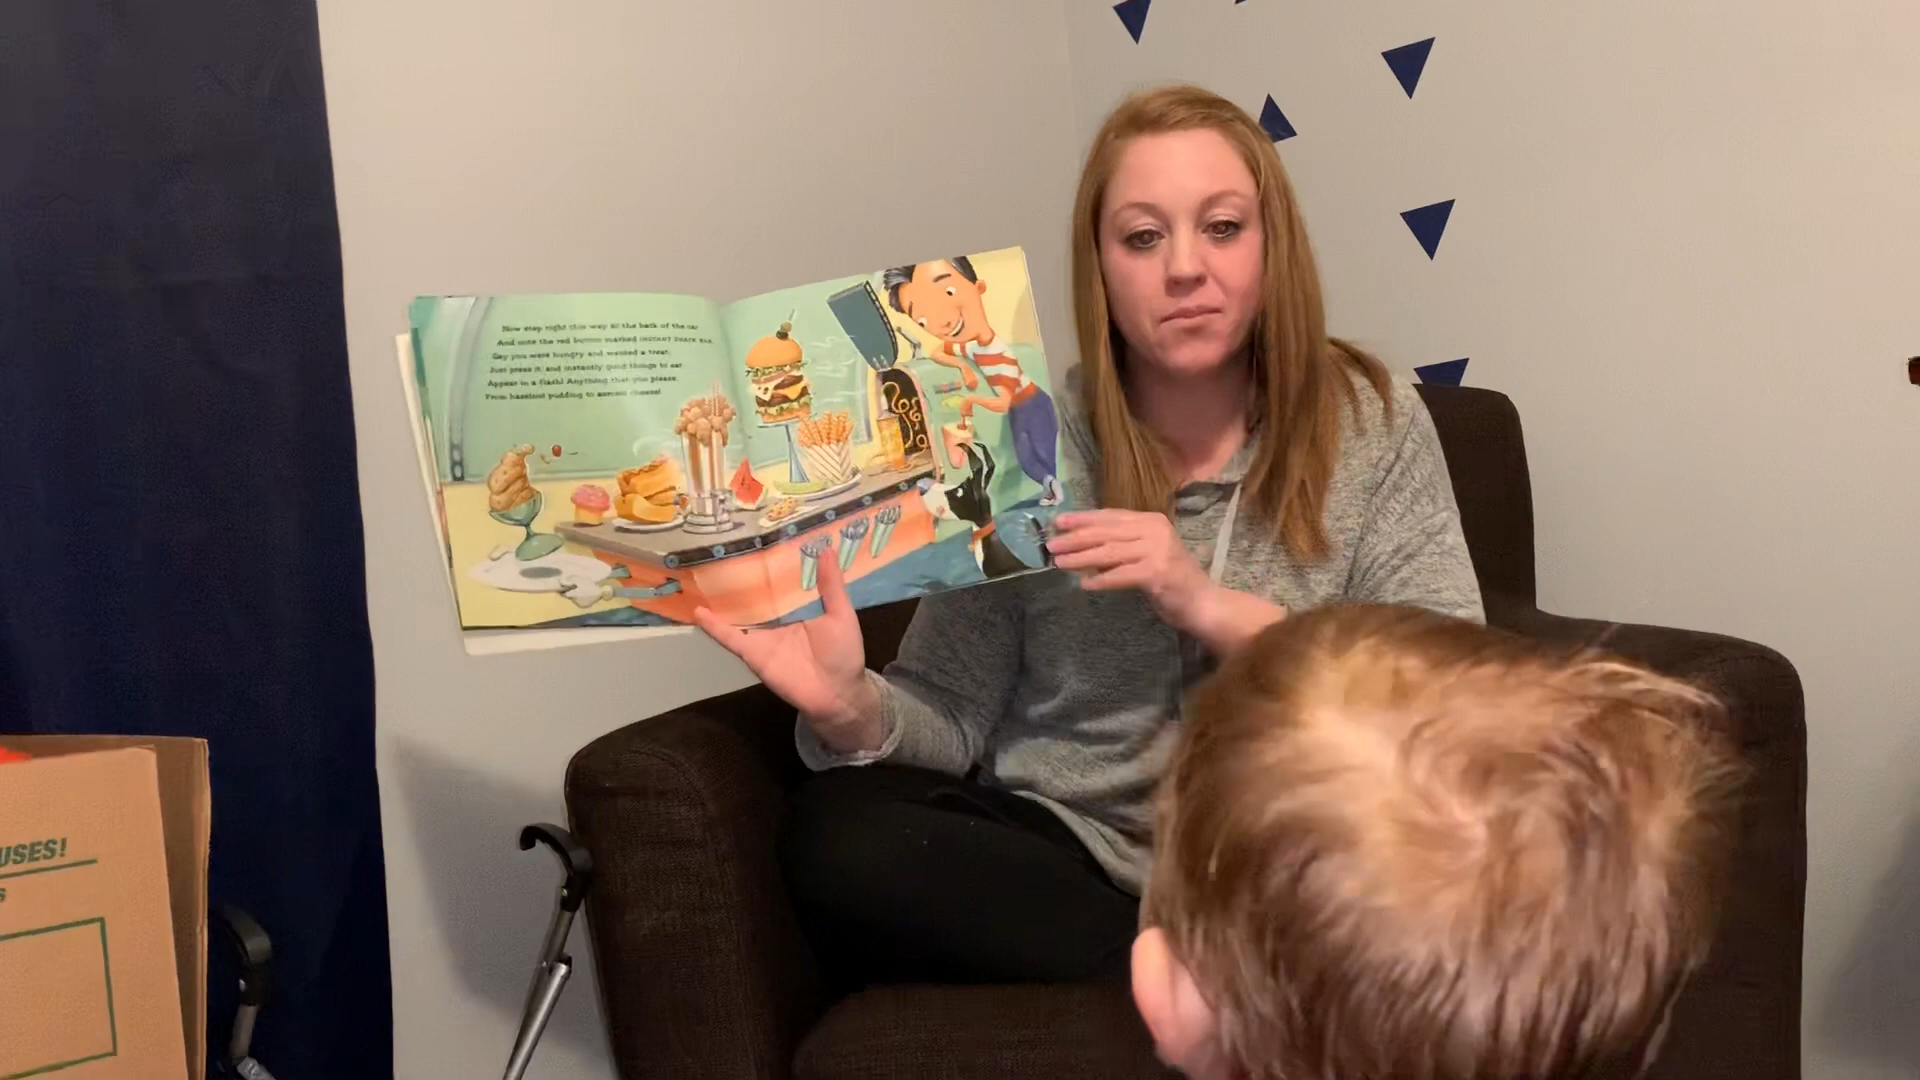 Now step right this way to the back of the car
And note the red button marked INSTANT SNACK BAR.
Say you were hungry and wanted a treat,
Just press it and instantly good things to eat
Appear in a flash! Anything that you please,
From hazelnut pudding to aerosol cheese!
USES!
S